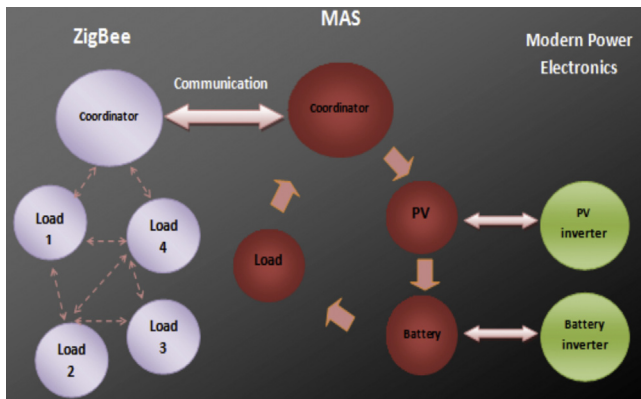 ZigBee
MAS
Modern Power
Electronics
Communication
Coordinator
Coordinator
Load
1
Load
4
Load
2
Load
3
Load
PV
Battery
PV
inverter
Battery
inverter